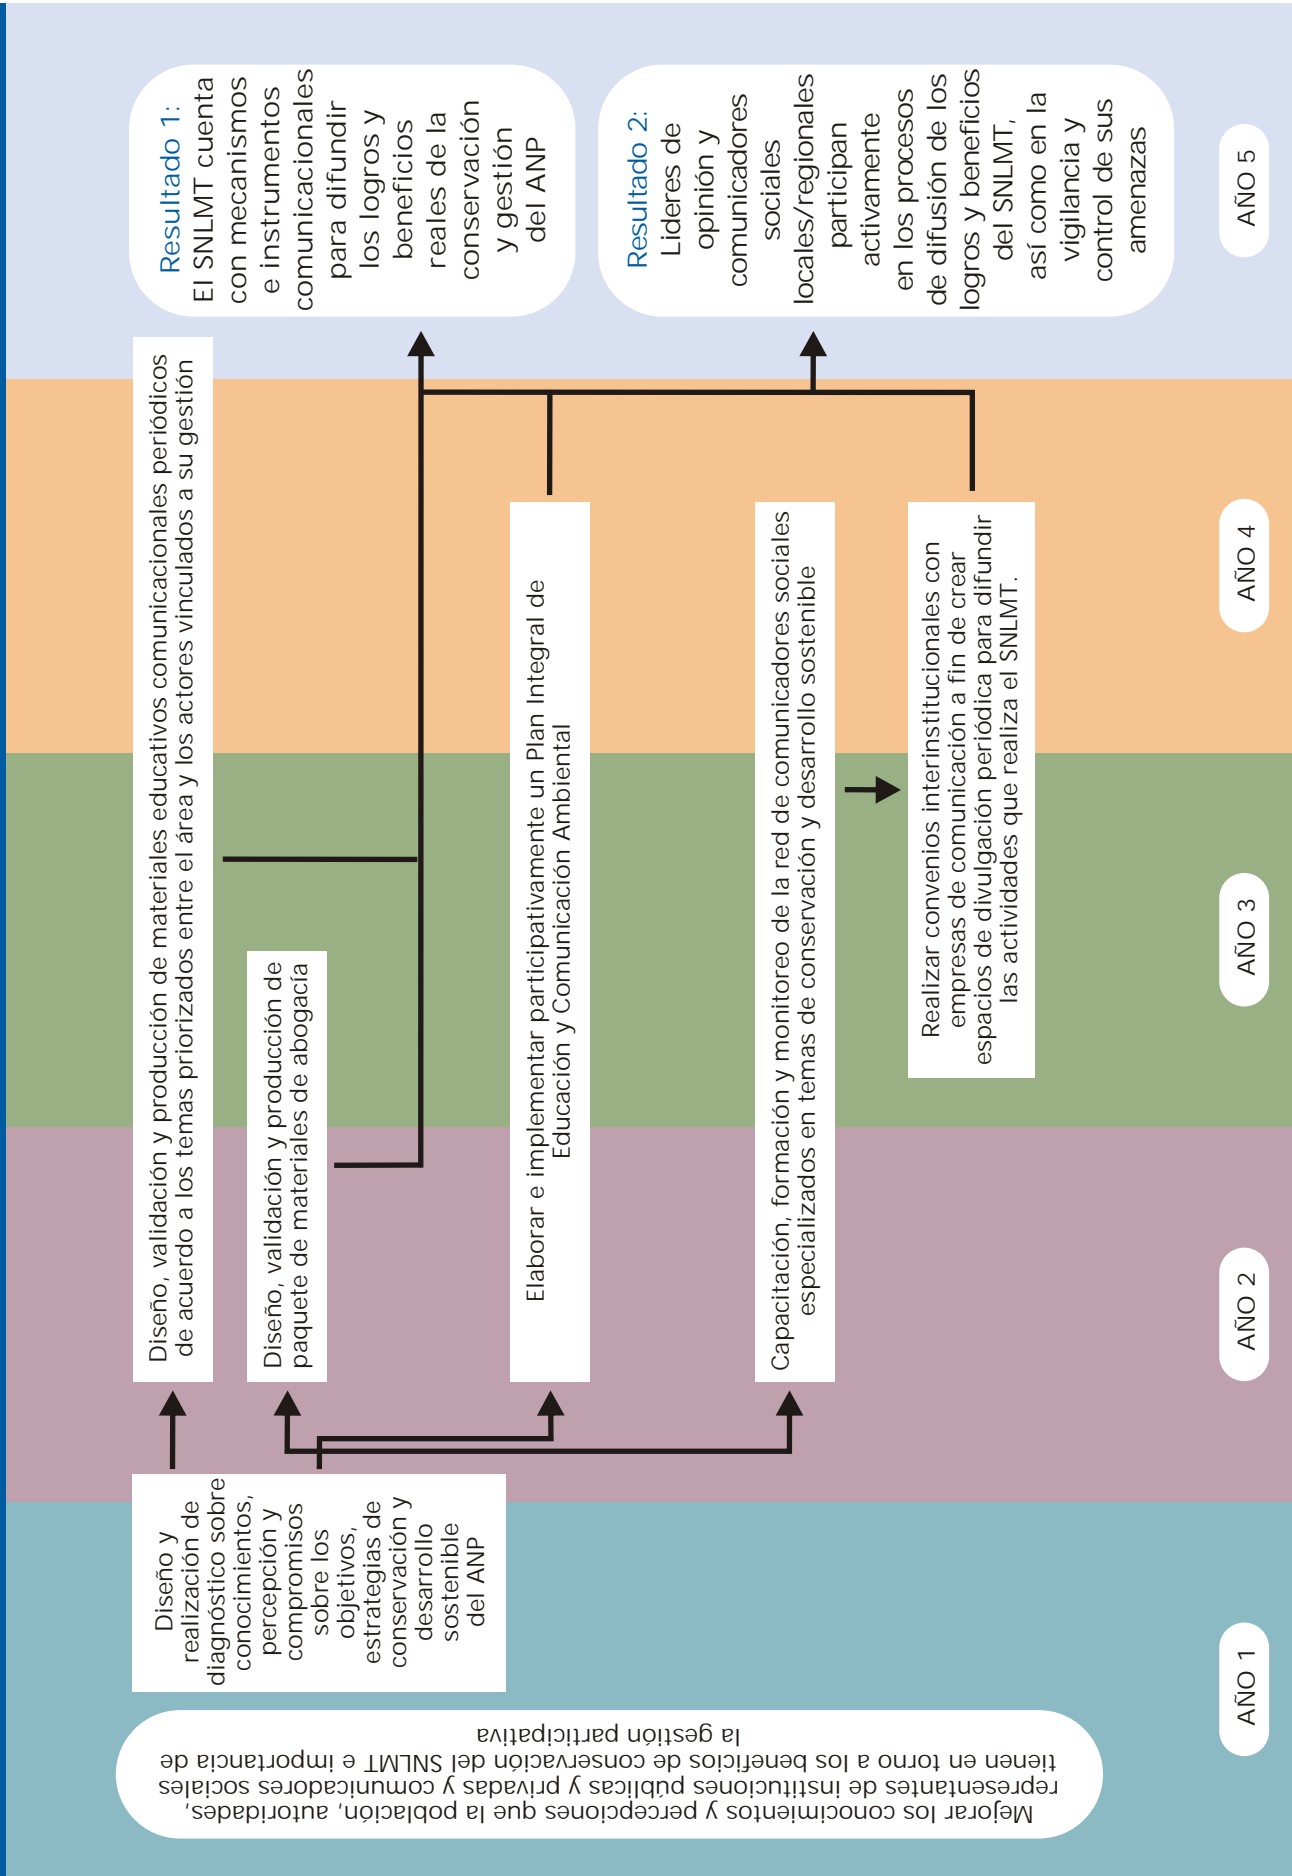 Mejorar los conocimientos y percepciones que la población, autoridades,
representantes de instituciones públicas y privadas y comunicadores sociales
tienen en torno a los beneficios de conservación del SNLMT e importancia de
la gestión participativa
Diseño y
realización de
diagnóstico sobre
conocimientos,
percepción y
compromisos
sobre los
objetivos,
estrategias de
conservación y
desarrollo
sostenible
del ANP
Diseño, validación y producción de materiales educativos comunicacionales periódicos
de acuerdo a los temas priorizados entre el área y los actores vinculados a su gestión
Diseño, validación y producción de
paquete de materiales de abogacía
Elaborar e implementar participativamente un Plan Integral de
Educación y Comunicación Ambiental
Capacitación, formación y monitoreo de la red de comunicadores sociales
especializados en temas de conservación y desarrollo sostenible
Realizar convenios interinstitucionales con
empresas de comunicación a fin de crear
espacios de divulgación periódica para difundir
las actividades que realiza el SNLMT.
Resultado 1:
El SNLMT cuenta
con mecanismos
e instrumentos
comunicacionales
para difundir
los logros y
beneficios
reales de la
conservación
y gestión
del ANP
Resultado 2:
Lideres de
opinión y
comunicadores
sociales
locales/regionales
participan
activamente
en los procesos
de difusión de los
logros y beneficios
del SNLMT,
así como en la
vigilancia y
control de sus
amenazas
AÑO 1
AÑO 2
AÑO 3
AÑO 4
AÑO 5